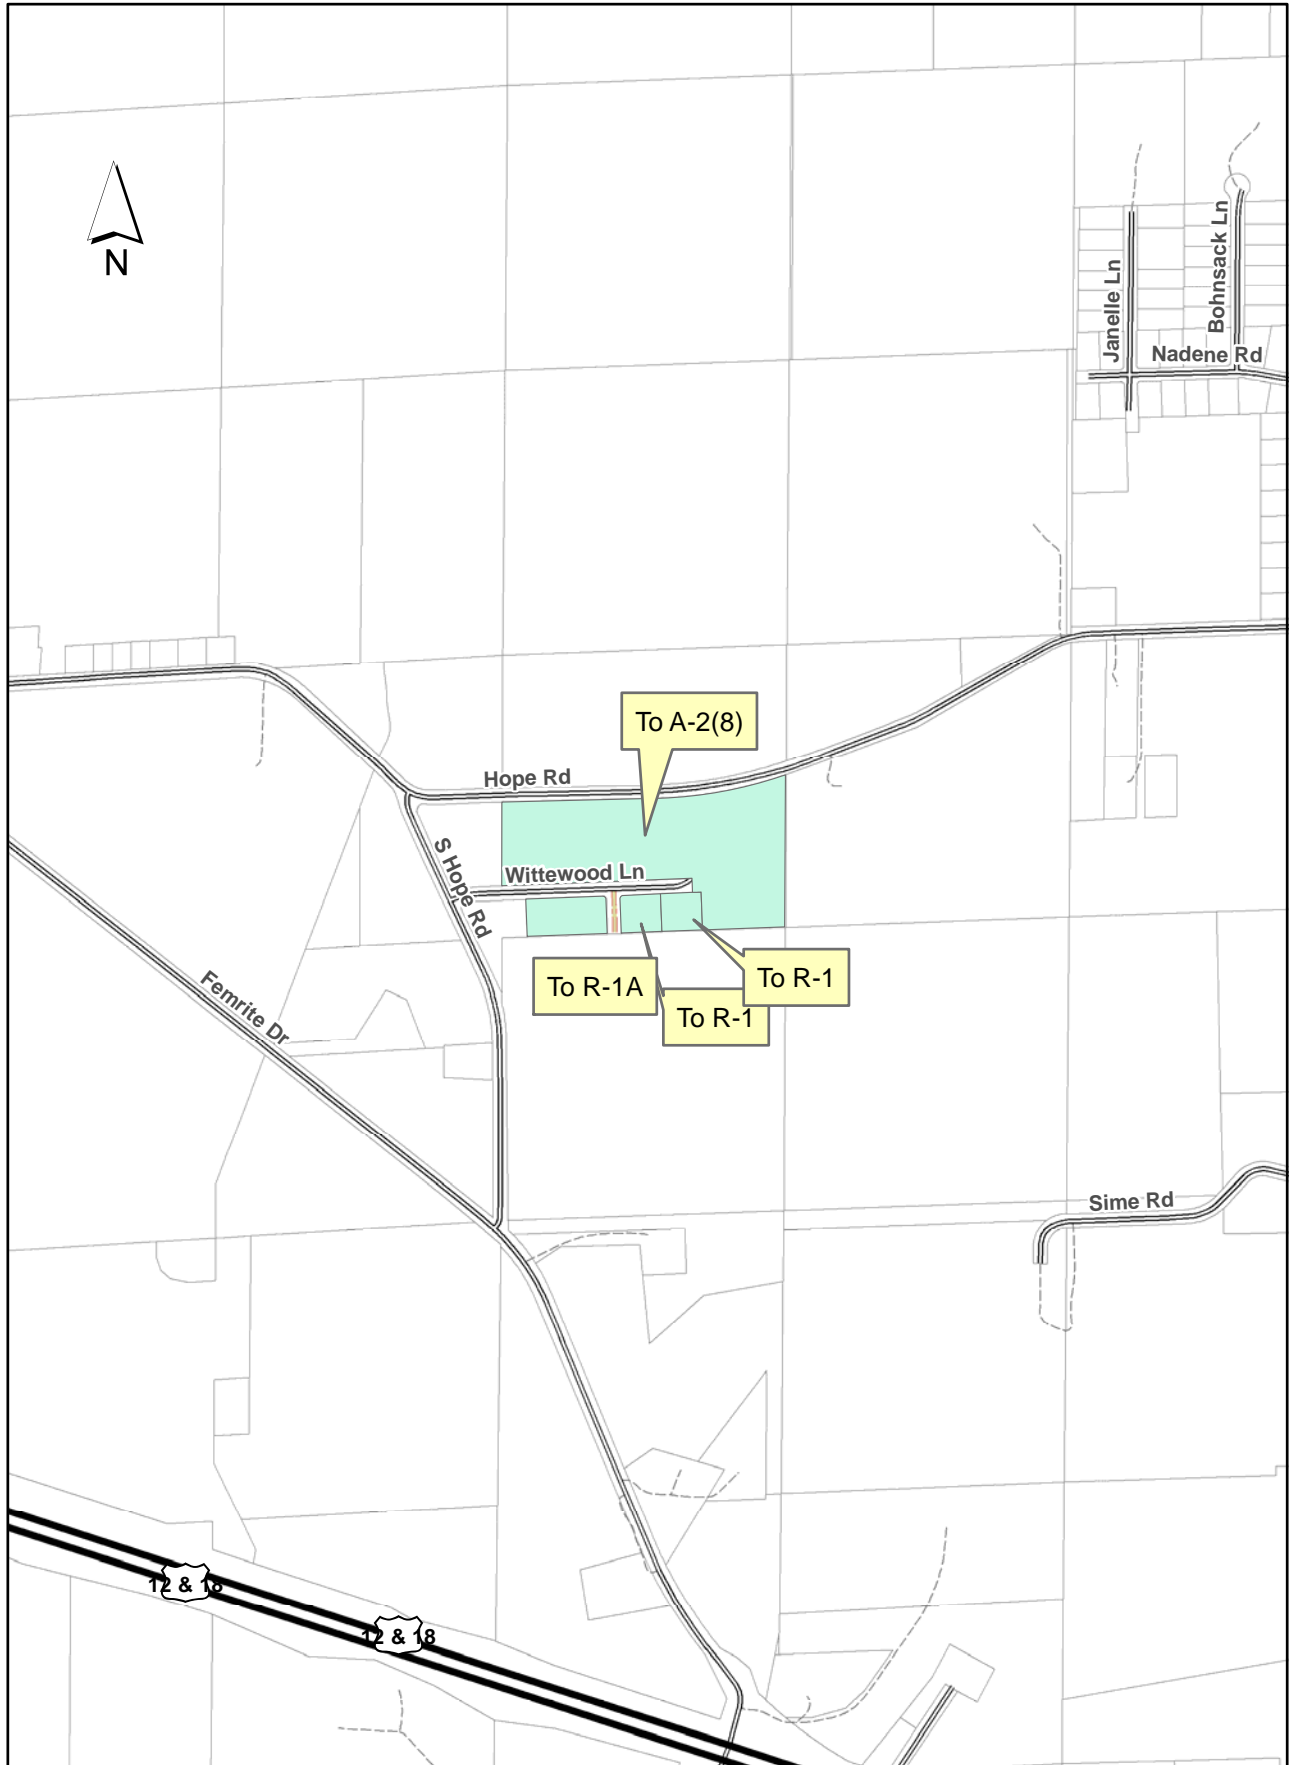 N
Janelle Ln
Bohnsack Ln
Nadene Rd
To A-2(8)
Hope Rd
S Hope Rd
Wittewood Ln
To R-1A
To R-1
To R-1
Femrite Dr
Sime Rd
12 & 18
12 & 18